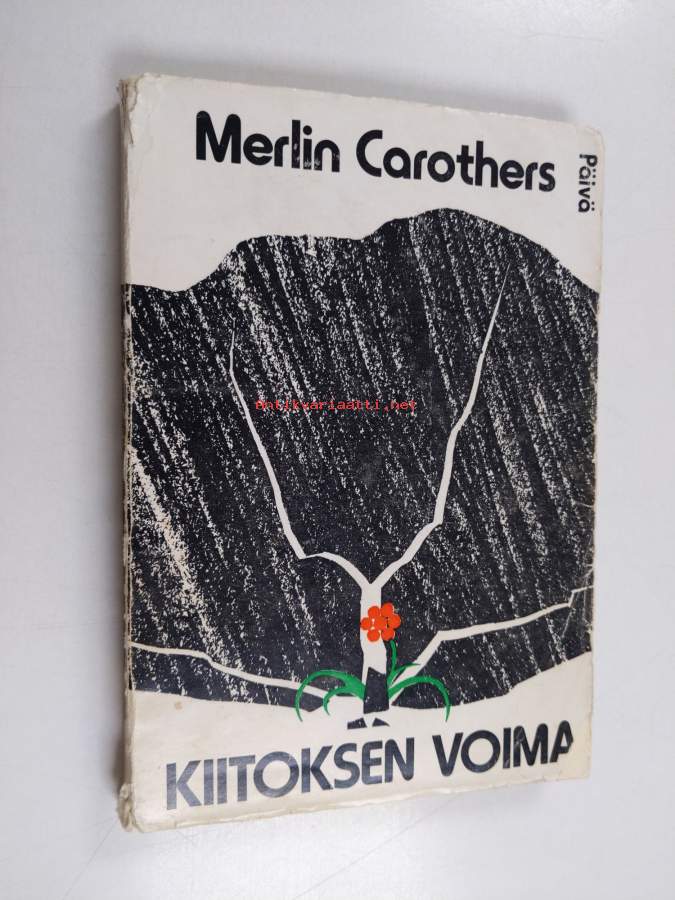 Merlin Carothers
Päivä
Antikvariaatti.net
KIITOKSEN VOIMA